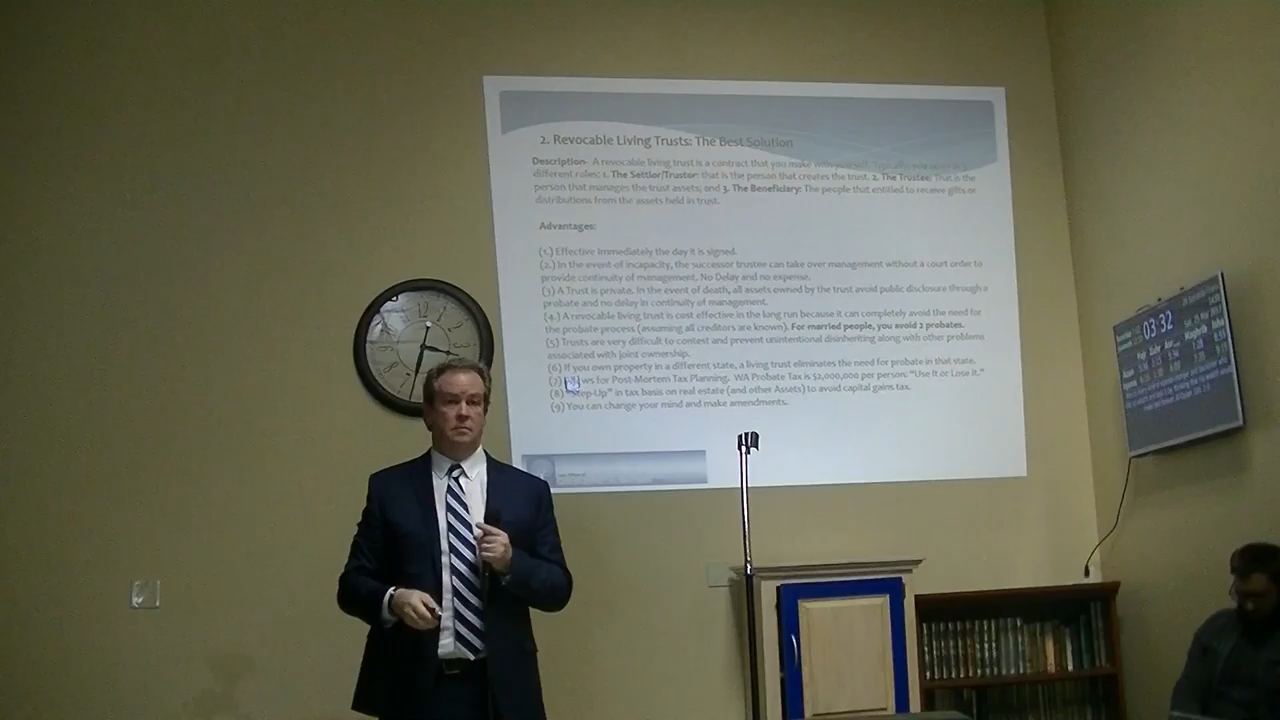 2. Revocable Living Trusts: The Best Solution
Description- A revocable living trust is a contract that you make with yourself. Typically, you
different roles: 1. The Settlor/Trustor: that is the person that creates the trust, 2. The Trustee: That is the
person that manages the trust assets; and 3. The Beneficiary: The people that entitled to receive gifts or
distributions from the assets held in trust.
Advantages:
(1.) Effective immediately the day it is signed.
(2.) In the event of incapacity, the successor trustee can take over management without a court order to
provide continuity of management. No Delay and no expense.
(3) A Trust is private. In the event of death, all assets owned by the trust avoid public disclosure through a
probate and no delay in continuity of management.
(4.) A revocable living trust is cost effective in the long run because it can completely avoid the need for
the probate process (assuming all creditors are known). For married people, you avoid 2 probates.
(5) Trusts are very difficult to contest and prevent unintentional disinheriting along with other problems
associated with joint ownership.
(6) If you own property in a different state, a living trust eliminates the need for probate in that state.
(7) for Post-Mortem Tax Planning. WA Probate Tax is $2,000,000 per person: "Use It or Lose it."
(8) "Step-Up" in tax basis on real estate (and other Assets) to avoid capital gains tax.
(9) You can change your mind and make amendments.
03:32